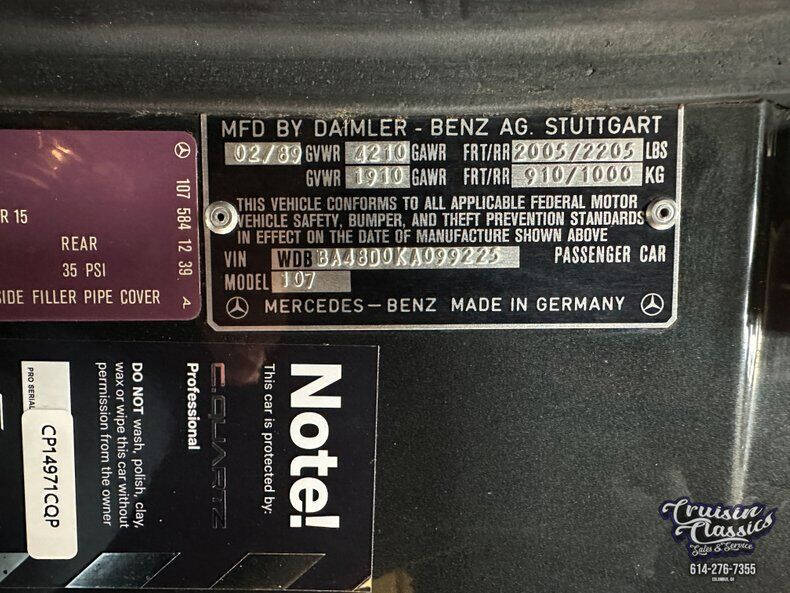 MFD BY DAIMLER - BENZ AG. STUTTGART
02/89 GVWR 4210 GAWR FRT/RR 2005/2205 LBS
GVWR 1910 GAWR FRT/RR 910/1000 KG
THIS VEHICLE CONFORMS TO ALL APPLICABLE FEDERAL MOTOR
VEHICLE SAFETY, BUMPER, AND THEFT PREVENTION STANDARDS
IN EFFECT ON THE DATE OF MANUFACTURE SHOWN ABOVE
VIN WDBBA48D0KA099225 PASSENGER CAR
MODEL 107
MERCEDES-BENZ MADE IN GERMANY
R 15
REAR
35 PSI
SIDE FILLER PIPE COVER
107 584 12 39 A
Note!
This car is protected by:
C.QUARTZ
Professional
DO NOT wash, polish, clay,
wax or wipe this car without
permission from the owner
PRO SERIAL
CP14971CQP
Cruisin
Classics
Sales & Service
614-276-7355
COLUMBUS, OH